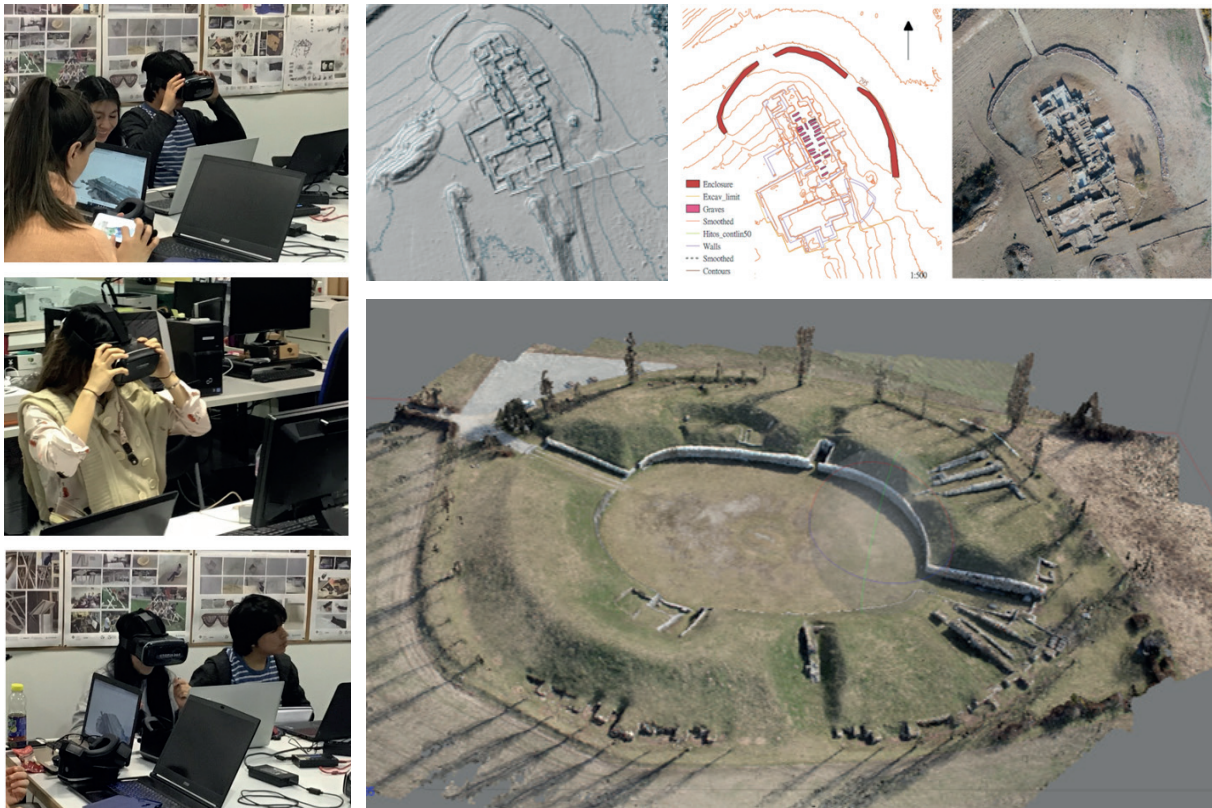 Enclosure
Excav_limit
Graves
Smoothed
Hitos_contlin50
Walls
Smoothed
Contours
1:500